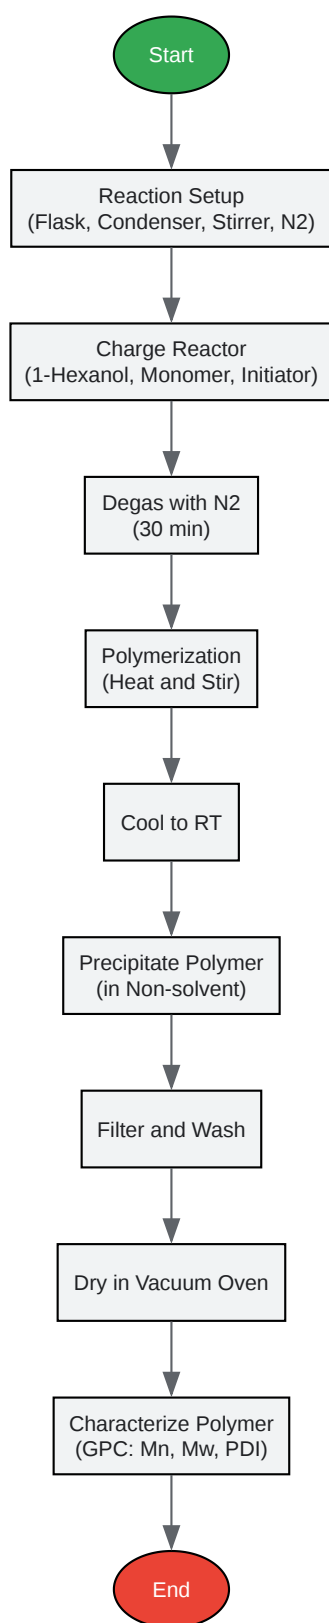 Start
Reaction Setup
(Flask, Condenser, Stirrer, N2)
Charge Reactor
(1-Hexanol, Monomer, Initiator)
Degas with N2
(30 min)
Polymerization
(Heat and Stir)
Cool to RT
Precipitate Polymer
(in Non-solvent)
Filter and Wash
Dry in Vacuum Oven
Characterize Polymer
(GPC: Mn, Mw, PDI)
End